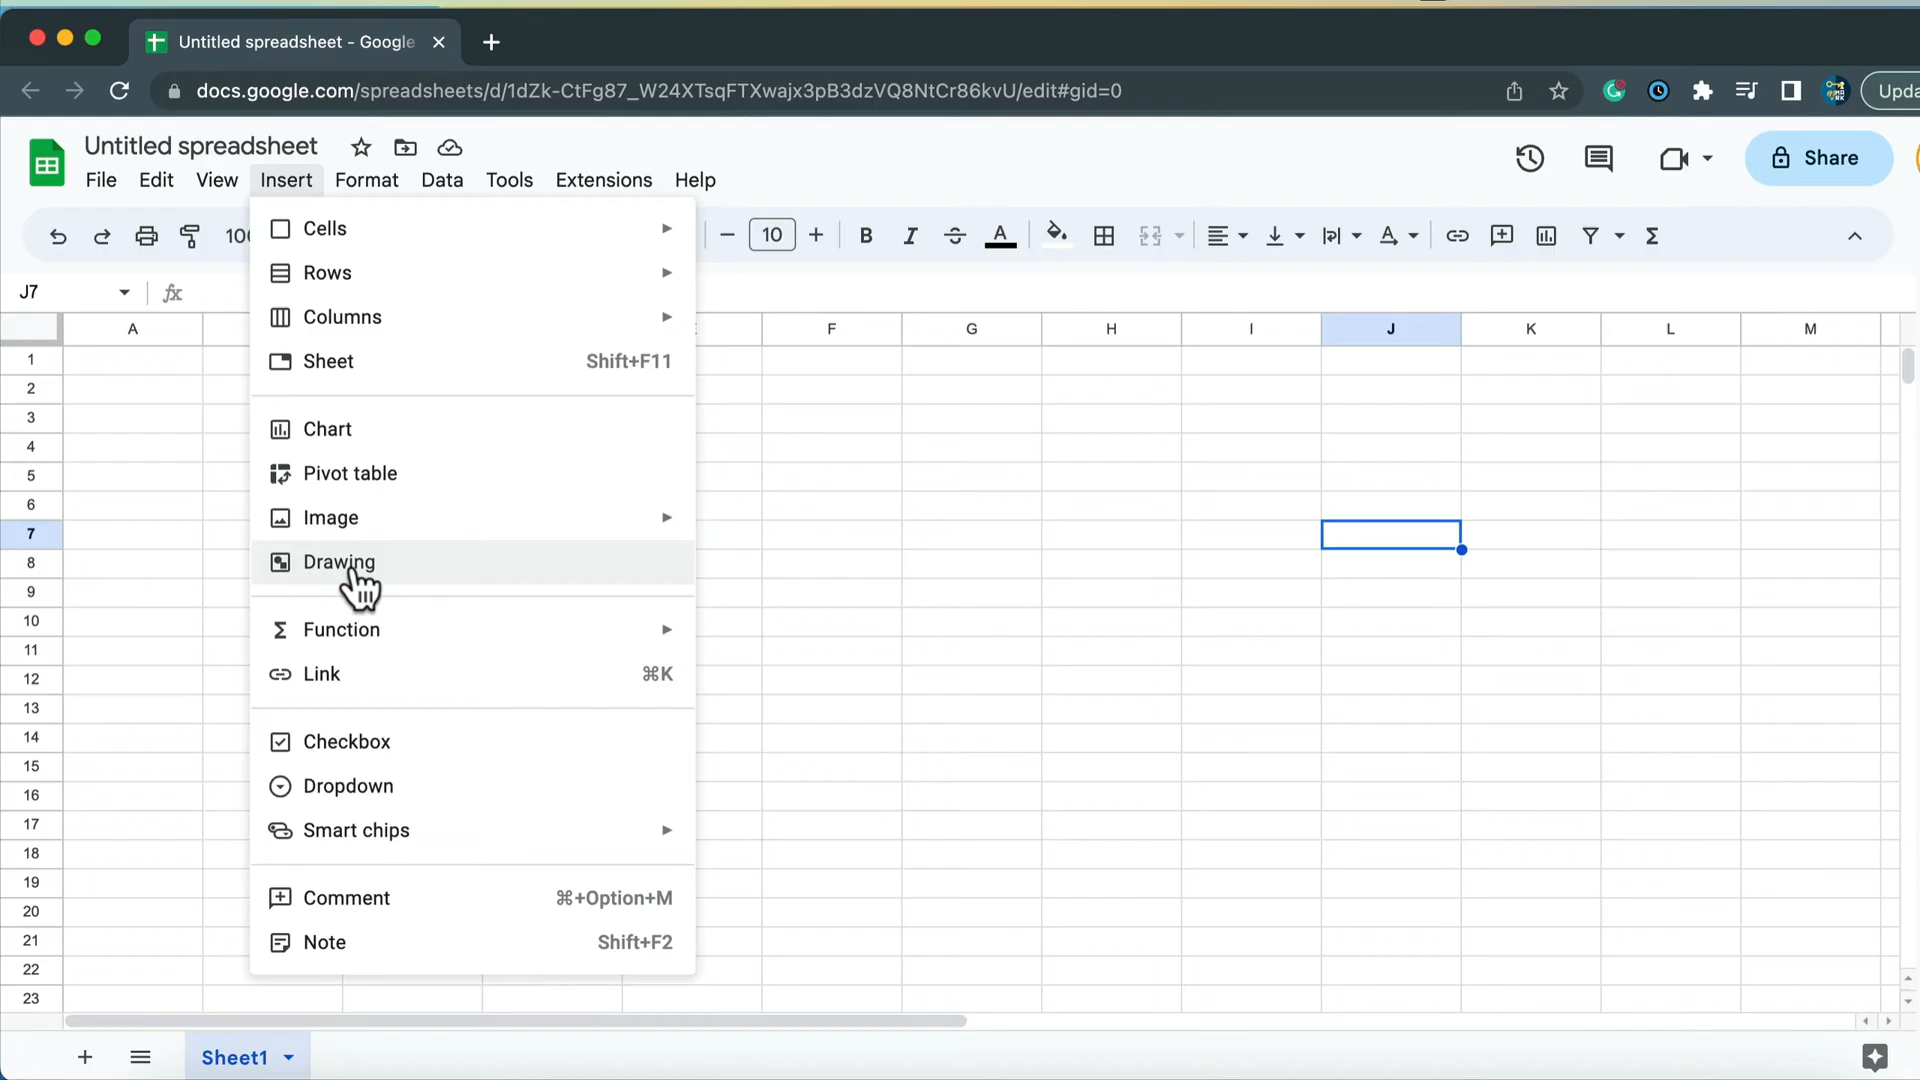 Untitled spreadsheet - Google
docs.google.com/spreadsheets/d/1dZk-CtFg87_W24XTsqFTXwajx3pB3dzVQ8NtCr86kvU/edit#gid=0
Untitled spreadsheet
File Edit View Insert Format Data Tools Extensions Help
Share
10 B I A A Σ
J7 fx
A F G H I J K L M
Cells
Rows
Columns
Sheet Shift+F11
Chart
Pivot table
Image
Drawing
Σ Function
Link ⌘K
Checkbox
Dropdown
Smart chips
Comment ⌘+Option+M
Note Shift+F2
1
2
3
4
5
6
7
8
9
10
11
12
13
14
15
16
17
18
19
20
21
22
23
Sheet1